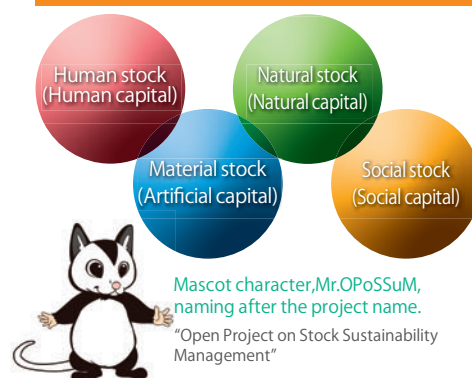 Human stock
(Human capital)
Natural stock
(Natural capital)
Material stock
(Artificial capital)
Social stock
(Social capital)
Mascot character,Mr.OPoSSuM,
naming after the project name.
“Open Project on Stock Sustainability
Management”